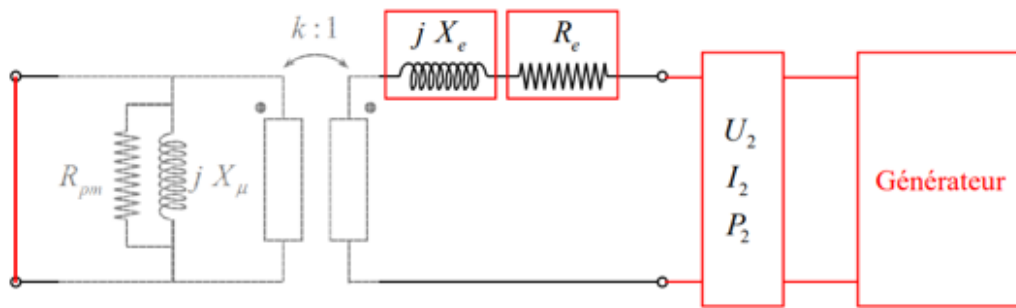 k : 1
j X_e
R_e
R_pm
j X_μ
U_2
I_2
P_2
Générateur